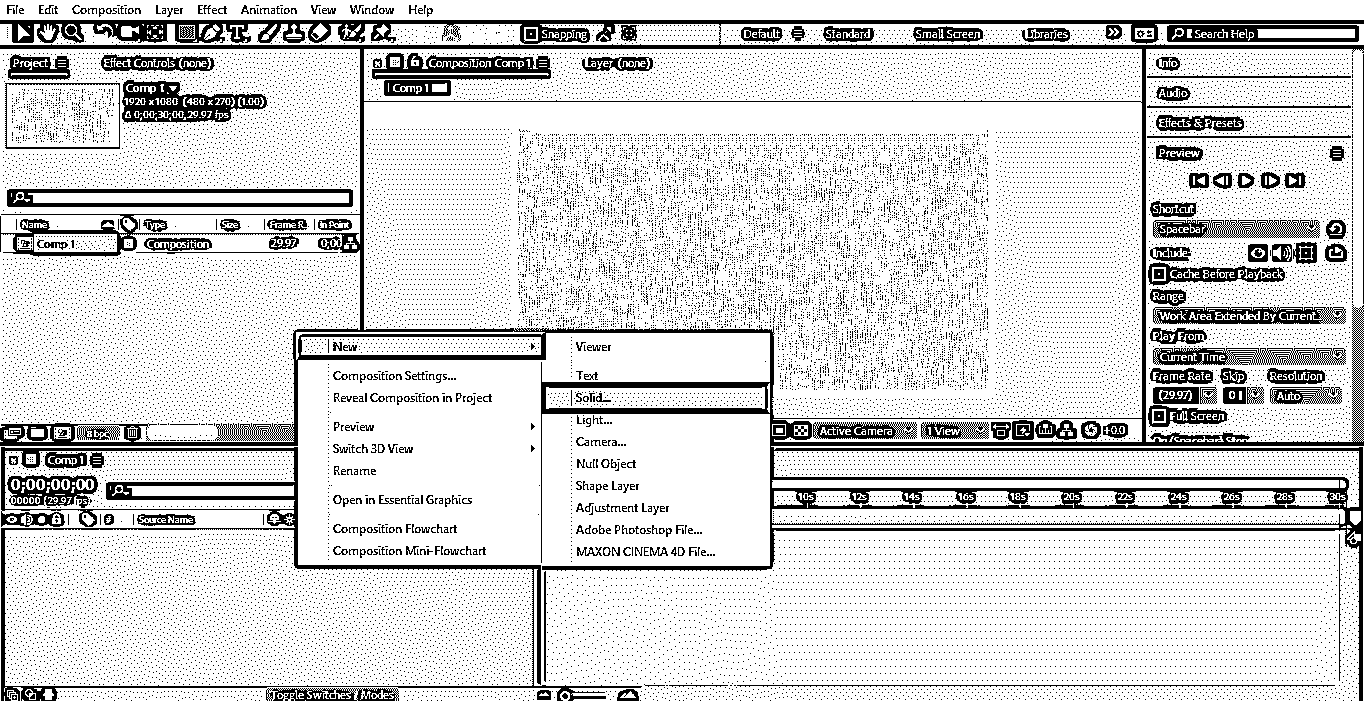 File Edit Composition Layer Effect Animation View Window Help
Snapping Default Standard Small Screen Libraries Search Help
Project Effect Controls (none)
Comp 1
1920 x1080 (480 x 270) (1.00)
Δ 0;00;30;00, 29.97 fps
Name Type Size Frame R... In Point
Comp 1 Composition 29.97 0;00
Composition Comp 1 Layer (none)
Comp 1
Info
Audio
Effects & Presets
Preview
Shortcut
Spacebar
Include:
Cache Before Playback
Range
Work Area Extended By Current...
Play From
Current Time
Frame Rate Skip Resolution
(29.97) 0 Auto
Full Screen
New
Composition Settings...
Reveal Composition in Project
Preview
Switch 3D View
Rename
Open in Essential Graphics
Composition Flowchart
Composition Mini-Flowchart
Viewer
Text
Solid...
Light...
Camera...
Null Object
Shape Layer
Adjustment Layer
Adobe Photoshop File...
MAXON CINEMA 4D File...
Active Camera 1 View +0.0
Comp 1
0;00;00;00
00000 (29.97 fps)
# Source Name
10s 12s 14s 16s 18s 20s 22s 24s 26s 28s 30s
Toggle Switches / Modes